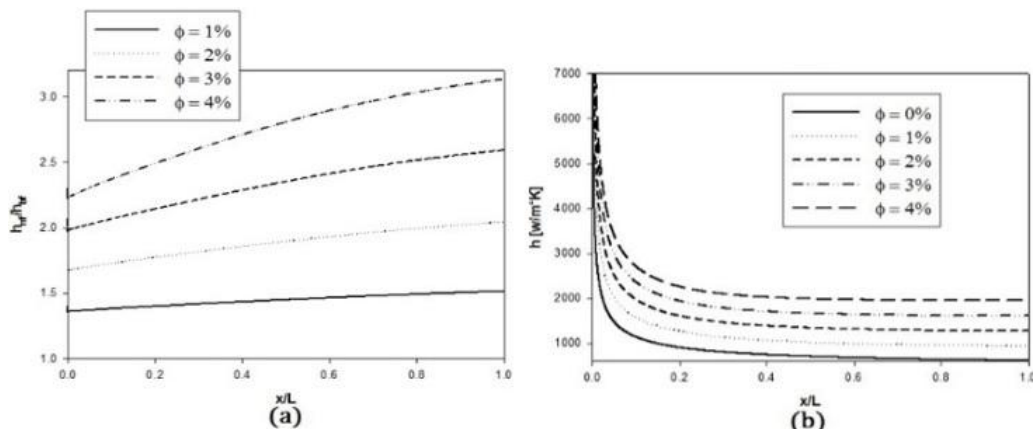 ϕ = 1%
ϕ = 2%
ϕ = 3%
ϕ = 4%
3.0
2.5
2.0
1.5
1.0
h_nf/h_bf
0.0 0.2 0.4 0.6 0.8 1.0
x/L
(a)
7000
6000
5000
4000
3000
2000
1000
h [w/m²K]
ϕ = 0%
ϕ = 1%
ϕ = 2%
ϕ = 3%
ϕ = 4%
0.0 0.2 0.4 0.6 0.8 1.0
x/L
(b)